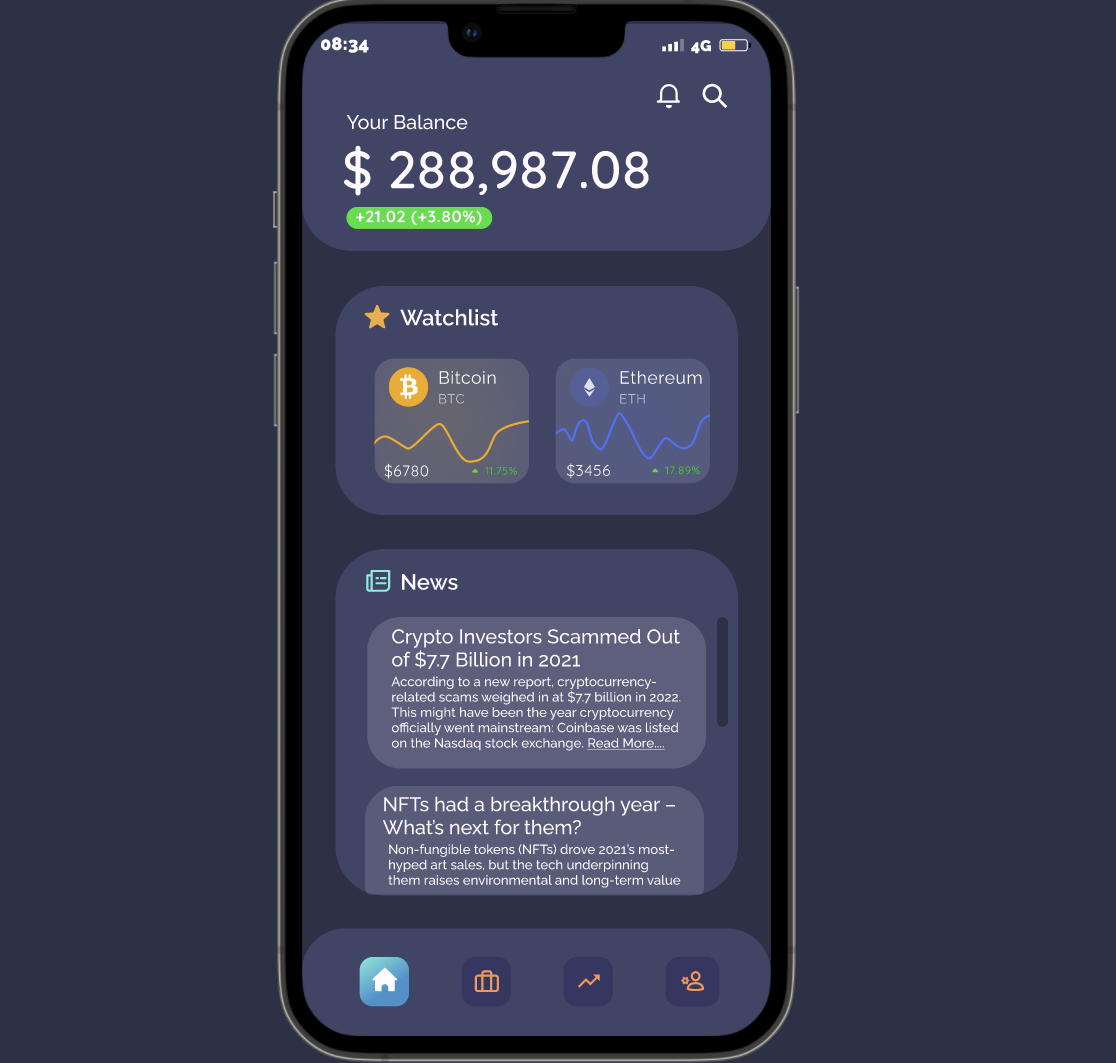 08:34 4G
Your Balance
$ 288,987.08
+21.02 (+3.80%)
Watchlist
Bitcoin
BTC
$6780 11.75%
Ethereum
ETH
$3456 17.89%
News
Crypto Investors Scammed Out
of $7.7 Billion in 2021
According to a new report, cryptocurrency-
related scams weighed in at $7.7 billion in 2022.
This might have been the year cryptocurrency
officially went mainstream: Coinbase was listed
on the Nasdaq stock exchange. Read More....
NFTs had a breakthrough year –
What's next for them?
Non-fungible tokens (NFTs) drove 2021's most-
hyped art sales, but the tech underpinning
them raises environmental and long-term value